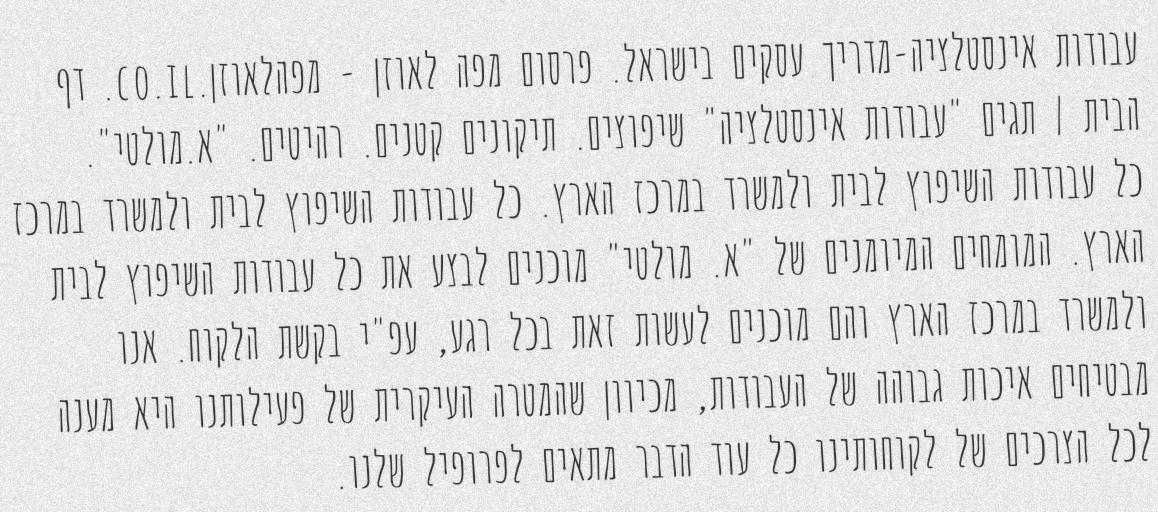 עבודות אינסטלציה-מדריך עסקים בישראל. פרסום מפה לאוזן - מפהלאוזן.CO.IL. דף
הבית | תגים "עבודות אינסטלציה" שיפוצים. תיקונים קטנים. רהיטים. "א.מולטי".
כל עבודות השיפוץ לבית ולמשרד במרכז הארץ. כל עבודות השיפוץ לבית ולמשרד במרכז
הארץ. המומחים המיומנים של "א. מולטי" מוכנים לבצע את כל עבודות השיפוץ לבית
ולמשרד במרכז הארץ והם מוכנים לעשות זאת בכל רגע, עפ"י בקשת הלקוח. אנו
מבטיחים איכות גבוהה של העבודות, מכיוון שהמטרה העיקרית של פעילותנו היא מענה
לכל הצרכים של לקוחותינו כל עוד הדבר מתאים לפרופיל שלנו.